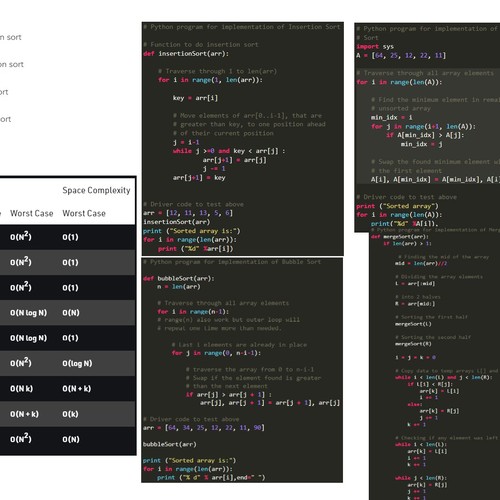 n sort
on sort
ort
ort
Space Complexity
Worst Case Worst Case
O(N²) O(1)
O(N²) O(1)
O(N²) O(1)
O(N log N) O(N)
O(N log N) O(1)
O(N²) O(log N)
O(N k) O(N + k)
O(N + k) O(k)
O(N²) O(N)
# Python program for implementation of Insertion Sort
# Function to do insertion sort
def insertionSort(arr):
# Traverse through 1 to len(arr)
for i in range(1, len(arr)):
key = arr[i]
# Move elements of arr[0..i-1], that are
# greater than key, to one position ahead
# of their current position
j = i-1
while j >=0 and key < arr[j] :
arr[j+1] = arr[j]
j -= 1
arr[j+1] = key
# Driver code to test above
arr = [12, 11, 13, 5, 6]
insertionSort(arr)
print ("Sorted array is:")
for i in range(len(arr)):
print ("%d" %arr[i])
# Python program for implementation of Bubble Sort
def bubbleSort(arr):
n = len(arr)
# Traverse through all array elements
for i in range(n-1):
# range(n) also work but outer loop will
# repeat one time more than needed.
# Last i elements are already in place
for j in range(0, n-i-1):
# traverse the array from 0 to n-i-1
# Swap if the element found is greater
# than the next element
if arr[j] > arr[j + 1] :
arr[j], arr[j + 1] = arr[j + 1], arr[j]
# Driver code to test above
arr = [64, 34, 25, 12, 22, 11, 90]
bubbleSort(arr)
print ("Sorted array is:")
for i in range(len(arr)):
print ("% d" % arr[i],end=" ")
# Python program for implementation of
# Sort
import sys
A = [64, 25, 12, 22, 11]
# Traverse through all array elements
for i in range(len(A)):
# Find the minimum element in remai
# unsorted array
min_idx = i
for j in range(i+1, len(A)):
if A[min_idx] > A[j]:
min_idx = j
# Swap the found minimum element wi
# the first element
A[i], A[min_idx] = A[min_idx], A[i]
# Driver code to test above
print ("Sorted array")
for i in range(len(A)):
print("%d" %A[i]),
# Python program for implementation of Merg
def mergeSort(arr):
if len(arr) > 1:
# Finding the mid of the array
mid = len(arr)//2
# Dividing the array elements
L = arr[:mid]
# into 2 halves
R = arr[mid:]
# Sorting the first half
mergeSort(L)
# Sorting the second half
mergeSort(R)
i = j = k = 0
# Copy data to temp arrays L[] and
while i < len(L) and j < len(R):
if L[i] < R[j]:
arr[k] = L[i]
i += 1
else:
arr[k] = R[j]
j += 1
k += 1
# Checking if any element was left
while i < len(L):
arr[k] = L[i]
i += 1
k += 1
while j < len(R):
arr[k] = R[j]
j += 1